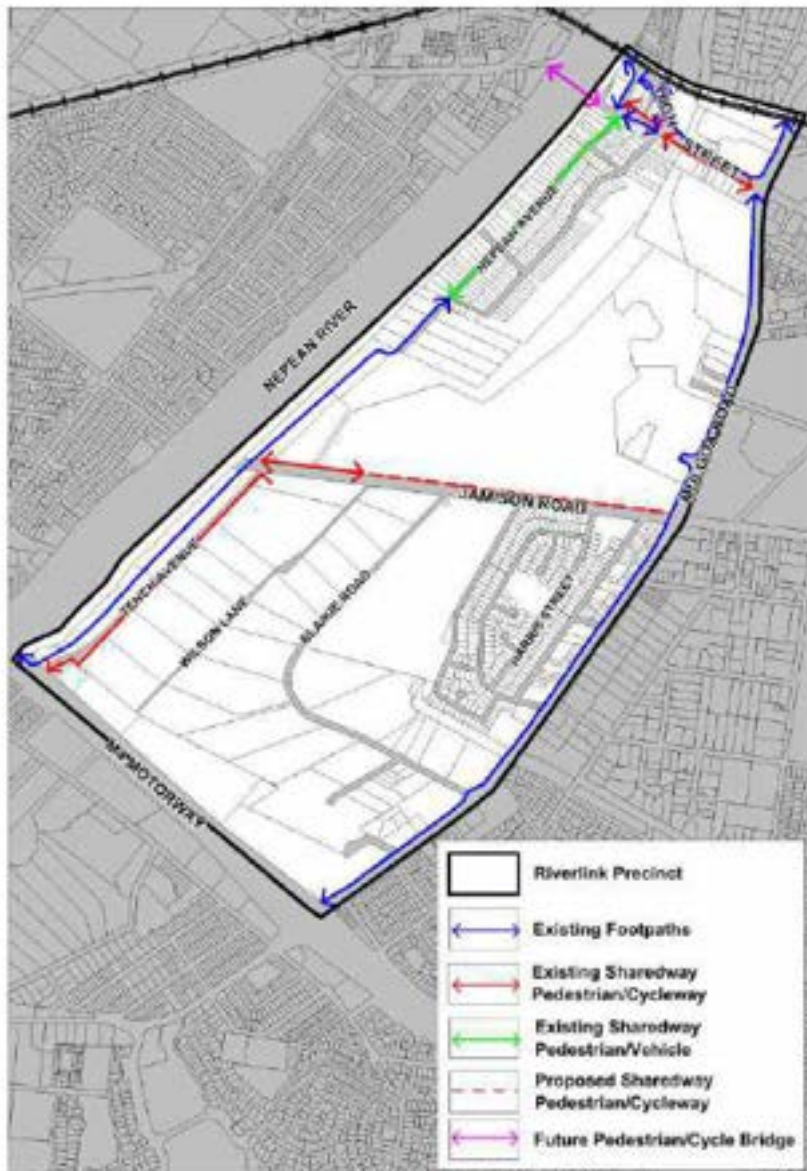 STREET
NEPEAN AVENUE
NEPEAN RIVER
JAMISON ROAD
TENCH AVENUE
WILSON LANE
BLAIKIE ROAD
HARRIS STREET
M4 MOTORWAY
Riverlink Precinct
Existing Footpaths
Existing Sharedway
Pedestrian/Cycleway
Existing Sharedway
Pedestrian/Vehicle
Proposed Sharedway
Pedestrian/Cycleway
Future Pedestrian/Cycle Bridge